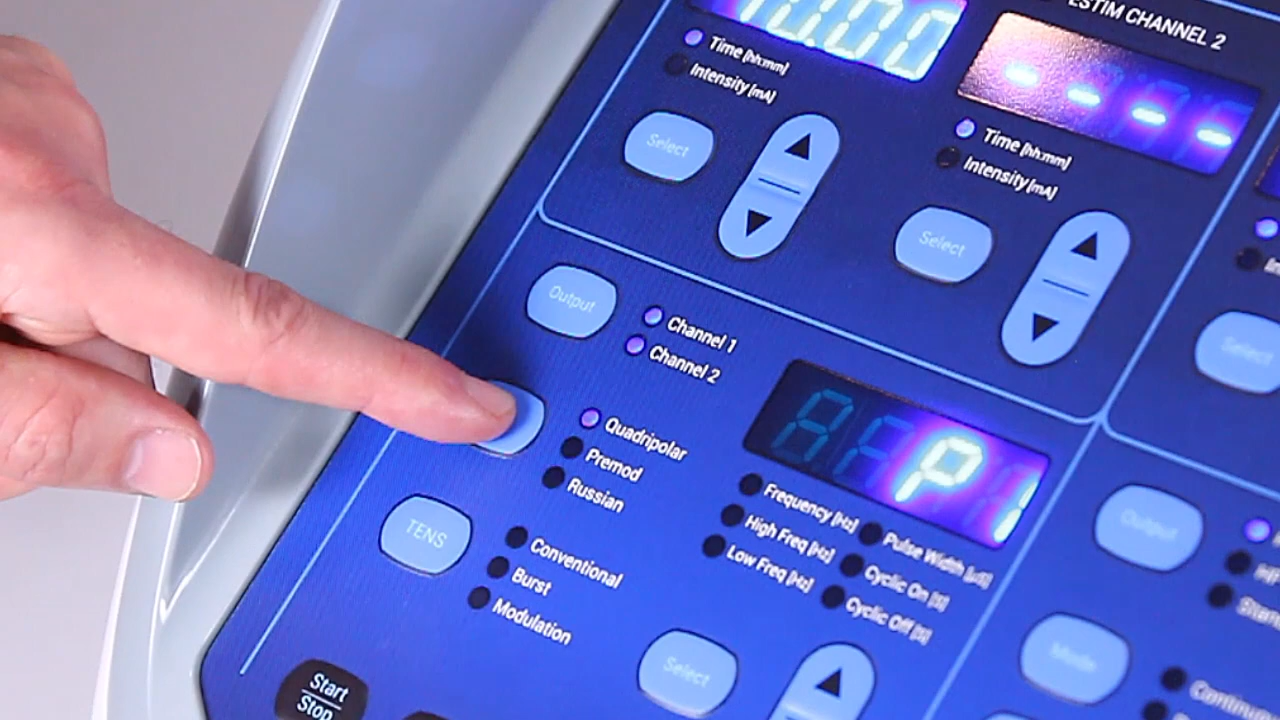 ESTIM CHANNEL 2
10:00
- - - -
Time [hh:mm]
Intensity [mA]
Time [hh:mm]
Intensity [mA]
Select
Select
Select
Output
Channel 1
Channel 2
Quadripolar
Premod
Russian
P1
Frequency [Hz]
High Freq [Hz]
Low Freq [Hz]
Pulse Width [µs]
Cyclic On [s]
Cyclic Off [s]
TENS
Conventional
Burst
Modulation
Output
Mode
Select
Start
Stop